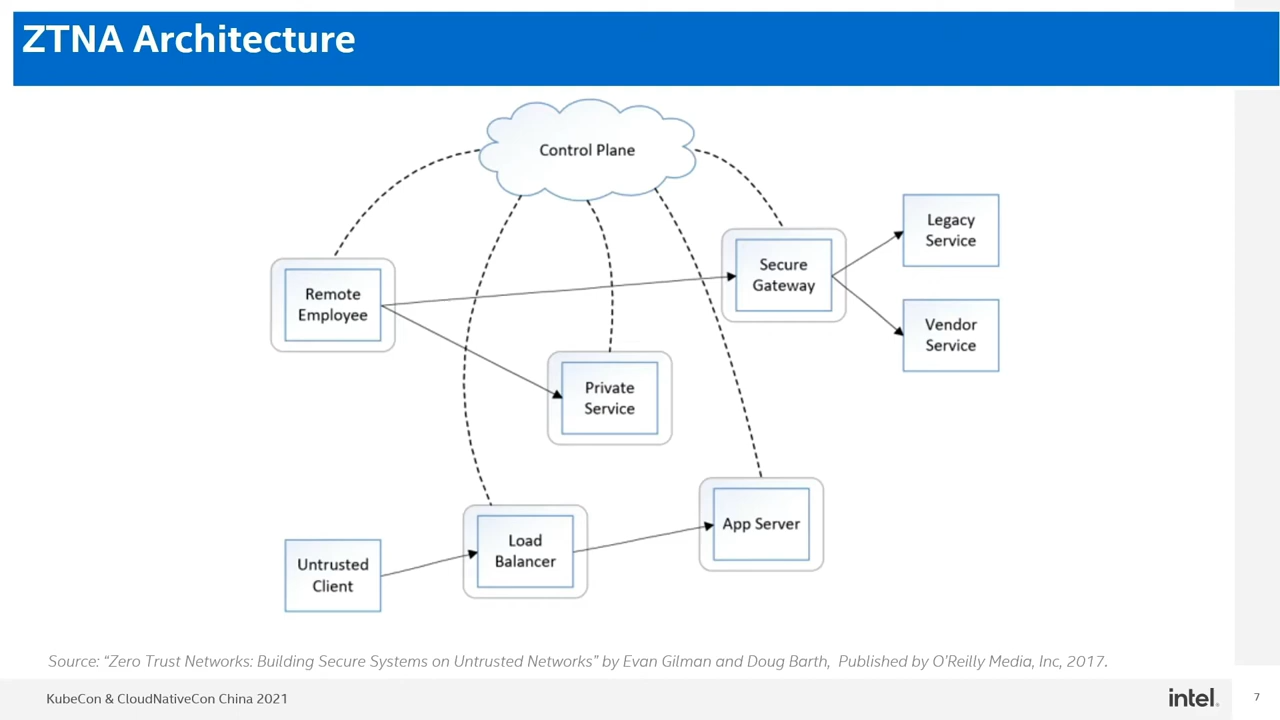 ZTNA Architecture
Control Plane
Legacy
Service
Secure
Gateway
Remote
Employee
Vendor
Service
Private
Service
App Server
Load
Balancer
Untrusted
Client
Source: “Zero Trust Networks: Building Secure Systems on Untrusted Networks” by Evan Gilman and Doug Barth,  Published by O’Reilly Media, Inc, 2017.
KubeCon & CloudNativeCon China 2021
intel.
7